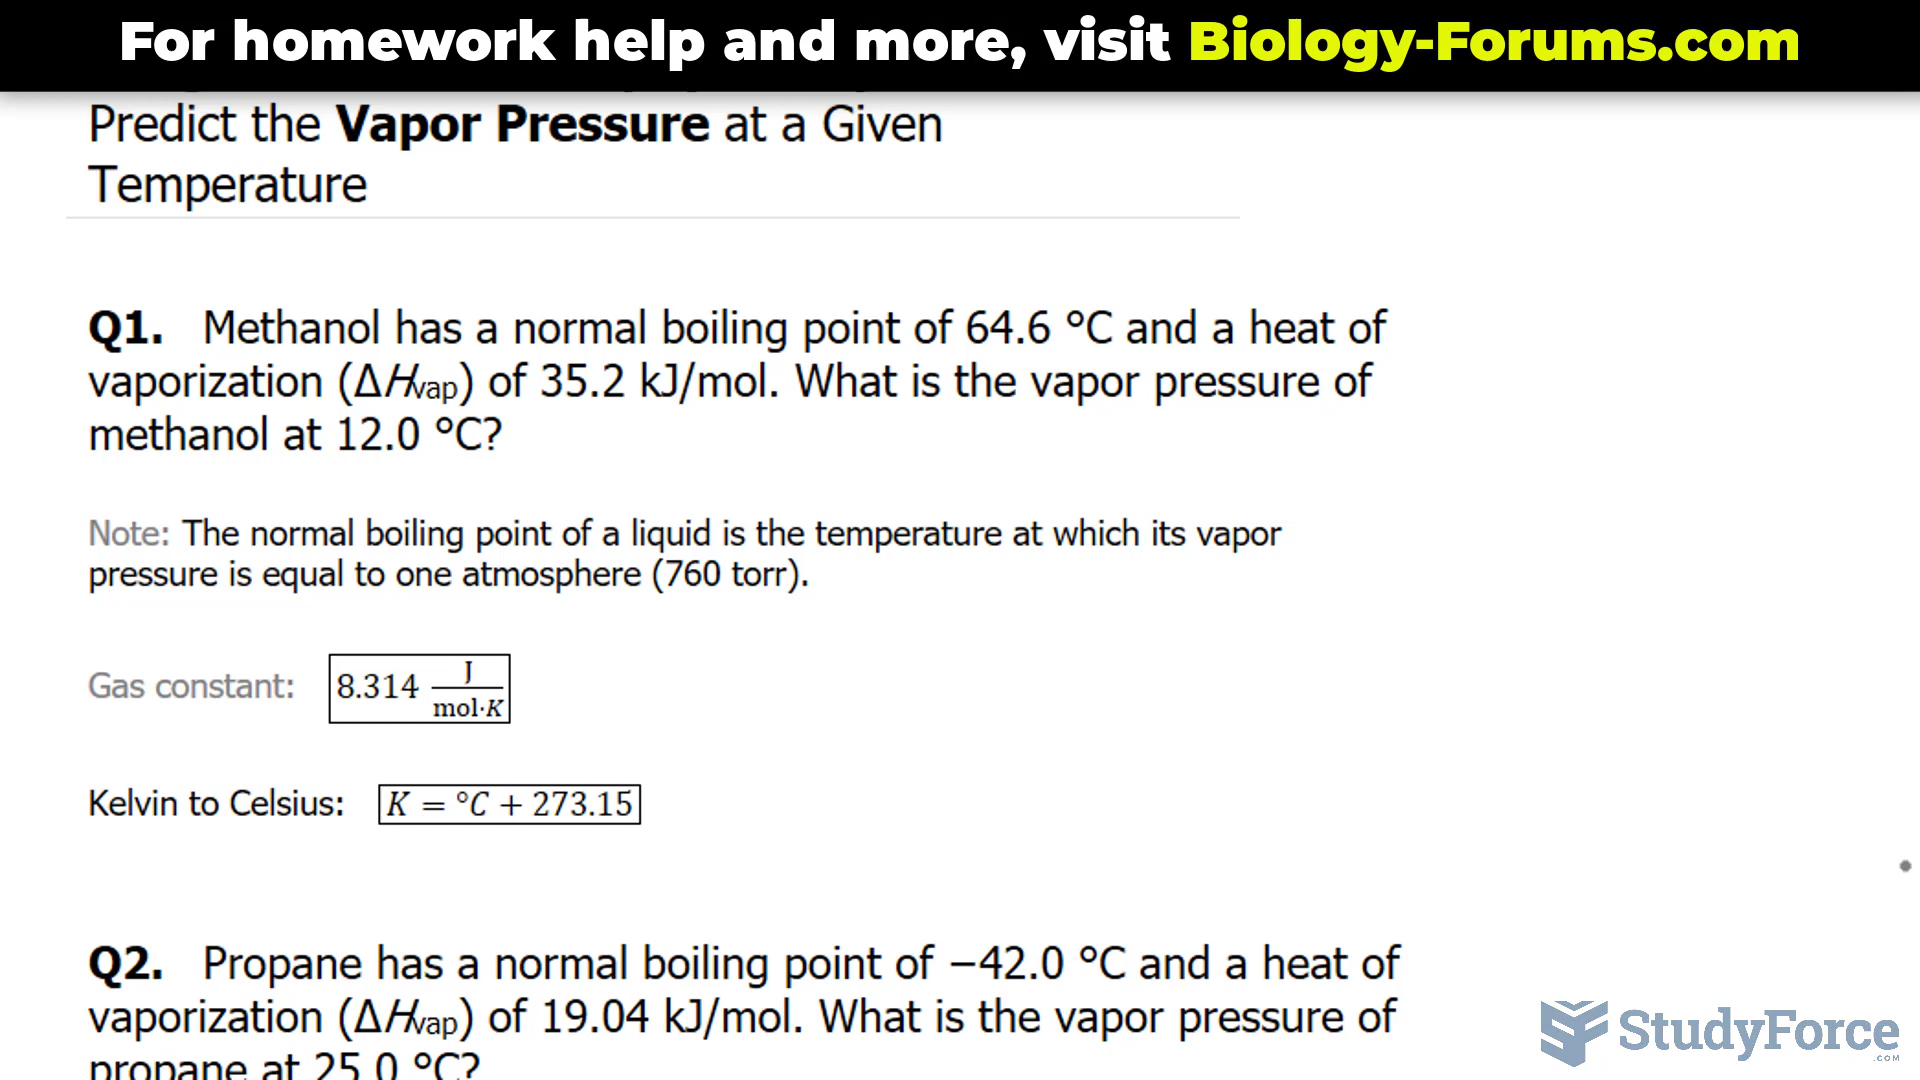 For homework help and more, visit Biology-Forums.com
Predict the Vapor Pressure at a Given
Temperature
Q1. Methanol has a normal boiling point of 64.6 °C and a heat of
vaporization (ΔHvap) of 35.2 kJ/mol. What is the vapor pressure of
methanol at 12.0 °C?
Note: The normal boiling point of a liquid is the temperature at which its vapor
pressure is equal to one atmosphere (760 torr).
Gas constant: 8.314 J/mol·K
Kelvin to Celsius: K = °C + 273.15
Q2. Propane has a normal boiling point of −42.0 °C and a heat of
vaporization (ΔHvap) of 19.04 kJ/mol. What is the vapor pressure of
propane at 25.0 °C?
StudyForce
.COM